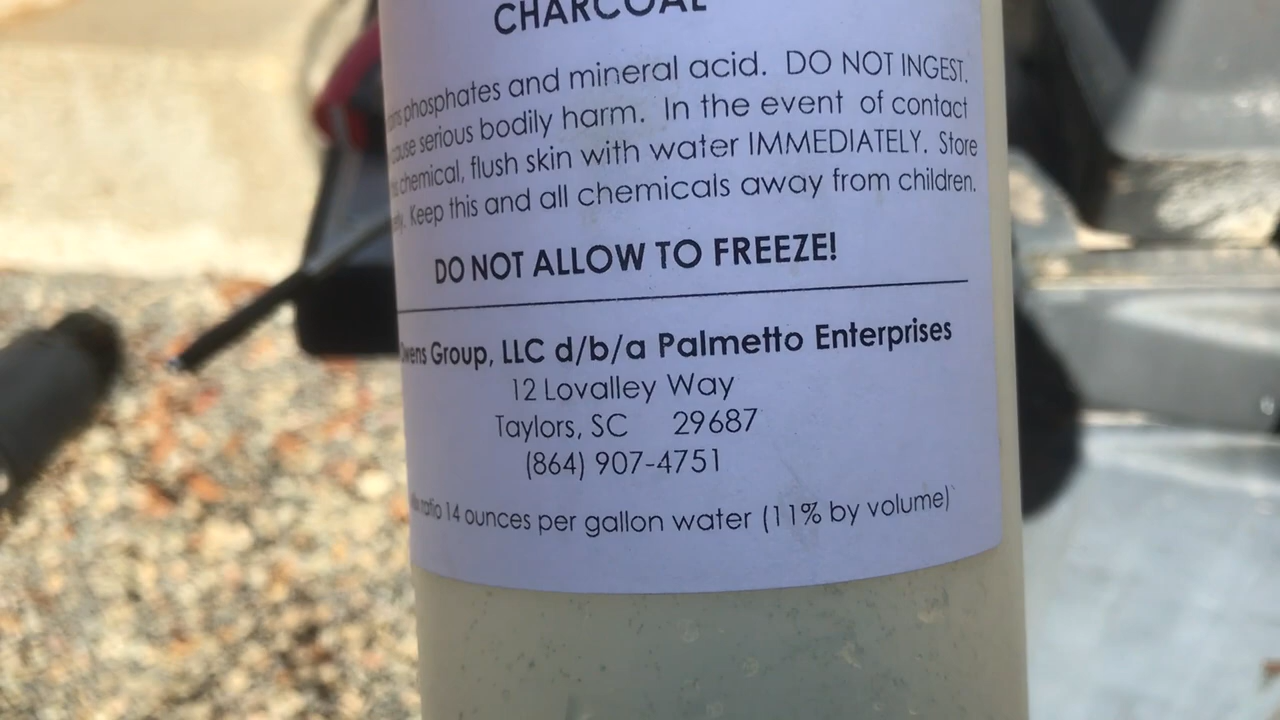 CHARCOAL
phosphates and mineral acid. DO NOT INGEST.
serious bodily harm. In the event of contact
chemical, flush skin with water IMMEDIATELY. Store
Keep this and all chemicals away from children.
DO NOT ALLOW TO FREEZE!
Group, LLC d/b/a Palmetto Enterprises
12 Lovalley Way
Taylors, SC 29687
(864) 907-4751
ratio 14 ounces per gallon water (11% by volume)